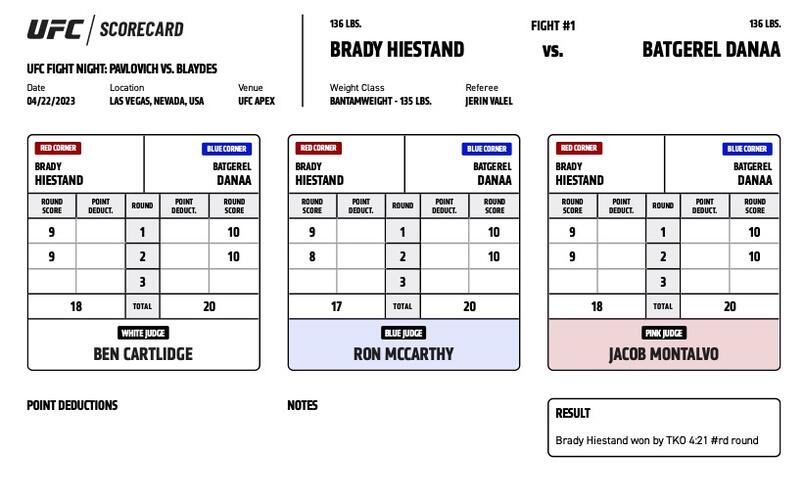 UFC SCORECARD
UFC FIGHT NIGHT: PAVLOVICH VS. BLAYDES
Date Location Venue
04/22/2023 LAS VEGAS, NEVADA, USA UFC APEX
136 LBS. FIGHT #1 136 LBS.
BRADY HIESTAND vs. BATGEREL DANAA
Weight Class Referee
BANTAMWEIGHT - 135 LBS. JERIN VALEL
RED CORNER BLUE CORNER
BRADY BATGEREL
HIESTAND DANAA
ROUND SCORE POINT DEDUCT. ROUND POINT DEDUCT. ROUND SCORE
9 1 10
9 2 10
3
18 TOTAL 20
WHITE JUDGE
BEN CARTLIDGE
RED CORNER BLUE CORNER
BRADY BATGEREL
HIESTAND DANAA
ROUND SCORE POINT DEDUCT. ROUND POINT DEDUCT. ROUND SCORE
9 1 10
8 2 10
3
17 TOTAL 20
BLUE JUDGE
RON MCCARTHY
RED CORNER BLUE CORNER
BRADY BATGEREL
HIESTAND DANAA
ROUND SCORE POINT DEDUCT. ROUND POINT DEDUCT. ROUND SCORE
9 1 10
9 2 10
3
18 TOTAL 20
PINK JUDGE
JACOB MONTALVO
POINT DEDUCTIONS
NOTES
RESULT
Brady Hiestand won by TKO 4:21 #rd round